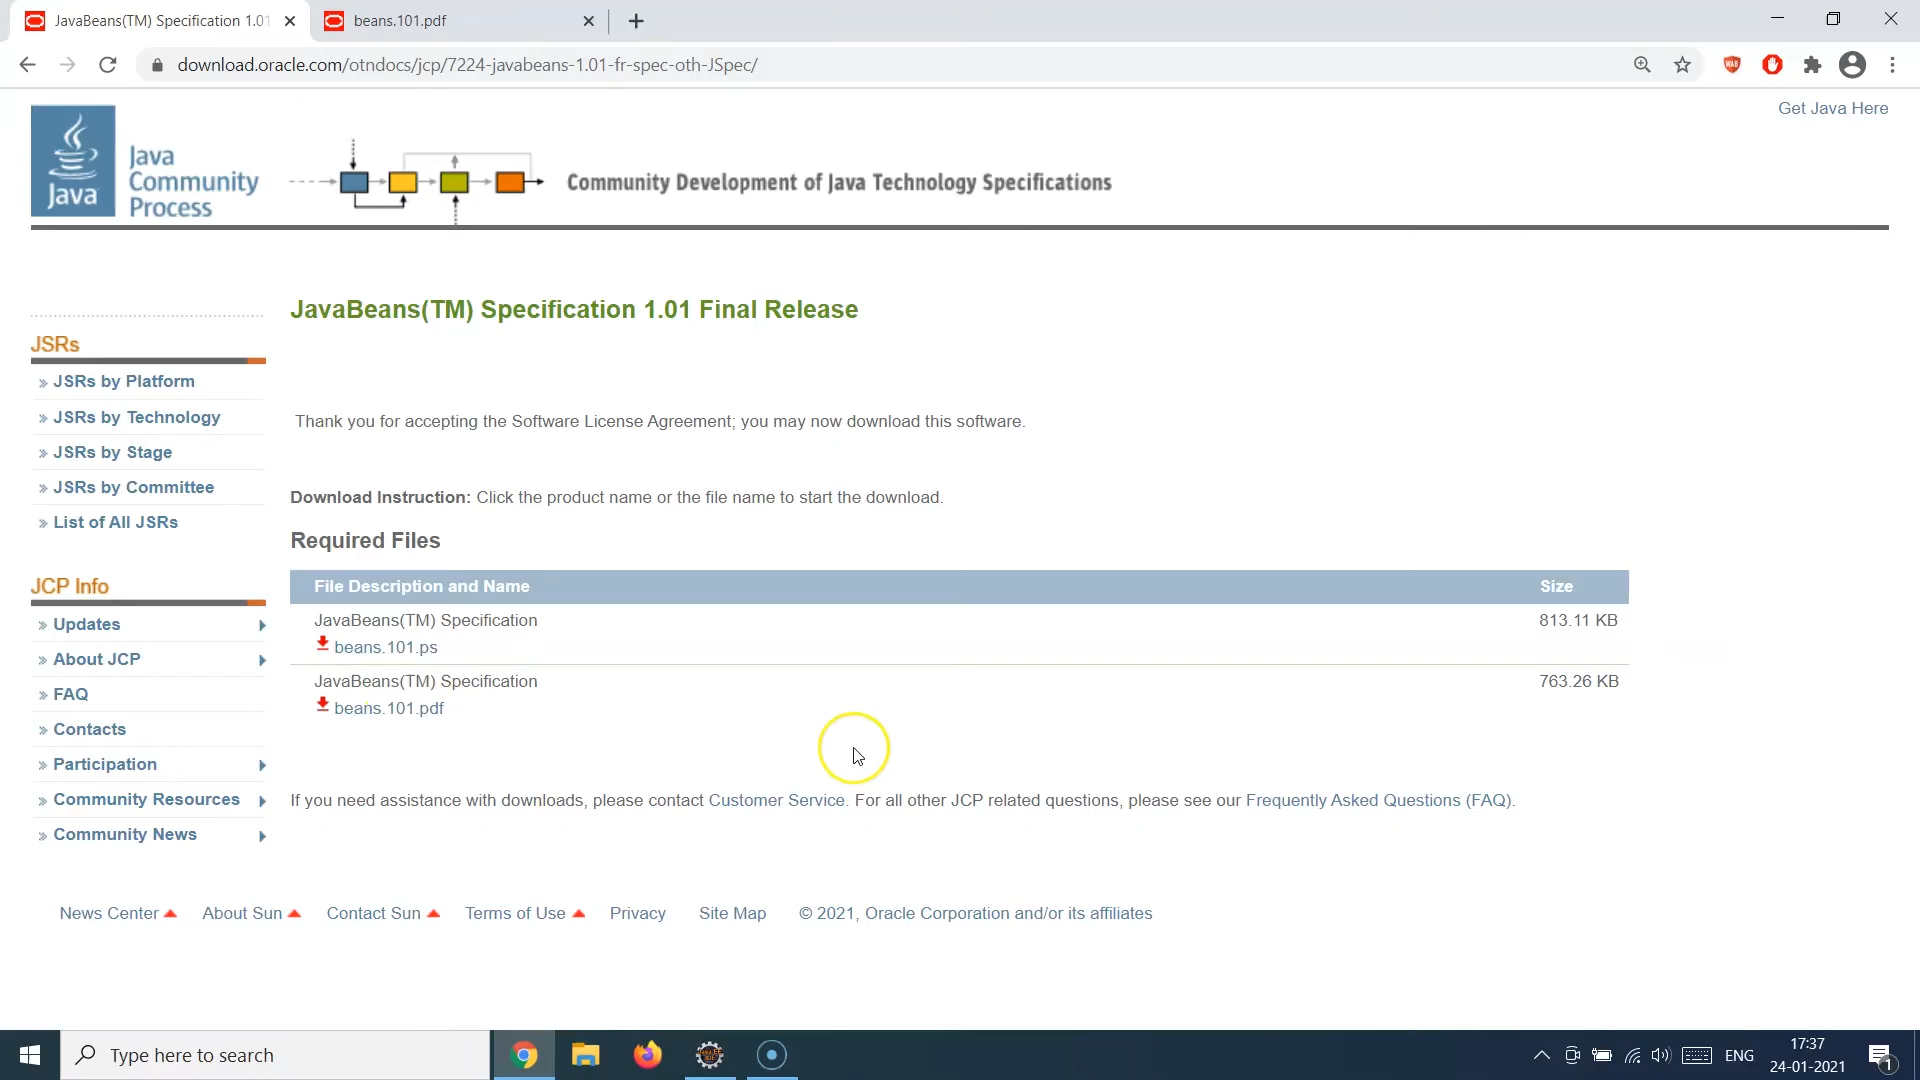 JavaBeans(TM) Specification 1.01
beans.101.pdf
download.oracle.com/otndocs/jcp/7224-javabeans-1.01-fr-spec-oth-JSpec/
Get Java Here
Java
Java
Community
Process
Community Development of Java Technology Specifications
JavaBeans(TM) Specification 1.01 Final Release
JSRs
» JSRs by Platform
» JSRs by Technology
» JSRs by Stage
» JSRs by Committee
» List of All JSRs
Thank you for accepting the Software License Agreement; you may now download this software.
Download Instruction: Click the product name or the file name to start the download.
Required Files
File Description and Name Size
JavaBeans(TM) Specification 813.11 KB
beans.101.ps
JavaBeans(TM) Specification 763.26 KB
beans.101.pdf
JCP Info
» Updates
» About JCP
» FAQ
» Contacts
» Participation
» Community Resources
» Community News
If you need assistance with downloads, please contact Customer Service. For all other JCP related questions, please see our Frequently Asked Questions (FAQ).
News Center About Sun Contact Sun Terms of Use Privacy Site Map © 2021, Oracle Corporation and/or its affiliates
Type here to search
ENG
17:37
24-01-2021
1